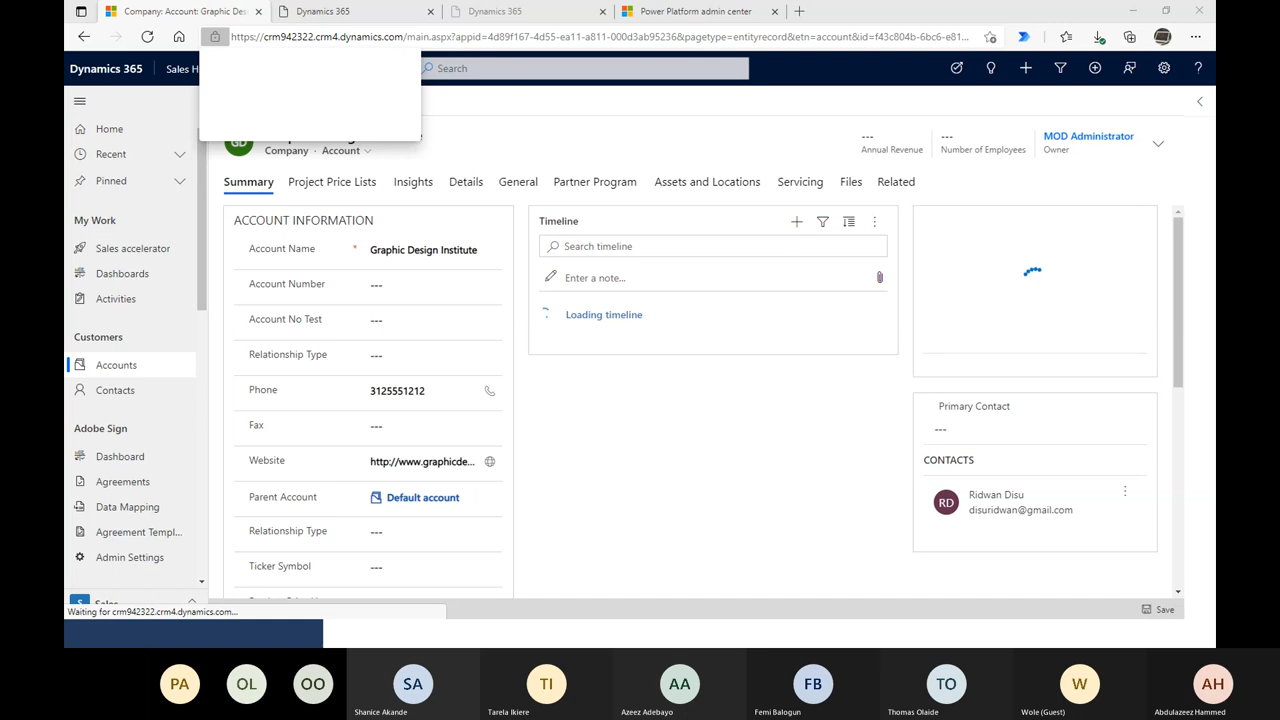 Company: Account: Graphic Des
Dynamics 365
Dynamics 365
Power Platform admin center
https://crm942322.crm4.dynamics.com/main.aspx?appid=4d89f167-4d55-ea11-a811-000d3ab95236&pagetype=entityrecord&etn=account&id=f43c804b-6bc6-e8...
Dynamics 365
Sales H
Search
Home
Recent
Pinned
My Work
Sales accelerator
Dashboards
Activities
Customers
Accounts
Contacts
Adobe Sign
Dashboard
Agreements
Data Mapping
Agreement Templ...
Admin Settings
GD
Company · Account
---
Annual Revenue
---
Number of Employees
MOD Administrator
Owner
Summary
Project Price Lists
Insights
Details
General
Partner Program
Assets and Locations
Servicing
Files
Related
ACCOUNT INFORMATION
Account Name * Graphic Design Institute
Account Number ---
Account No Test ---
Relationship Type ---
Phone 3125551212
Fax ---
Website http://www.graphicde...
Parent Account Default account
Relationship Type ---
Ticker Symbol ---
Timeline
Search timeline
Enter a note...
Loading timeline
Primary Contact
---
CONTACTS
RD
Ridwan Disu
disuridwan@gmail.com
S
Waiting for crm942322.crm4.dynamics.com...
Save
PA
OL
OO
SA
TI
AA
FB
TO
W
AH
Shanice Akande
Tarela Ikiere
Azeez Adebayo
Femi Balogun
Thomas Olaide
Wole (Guest)
Abdulazeez Hammed